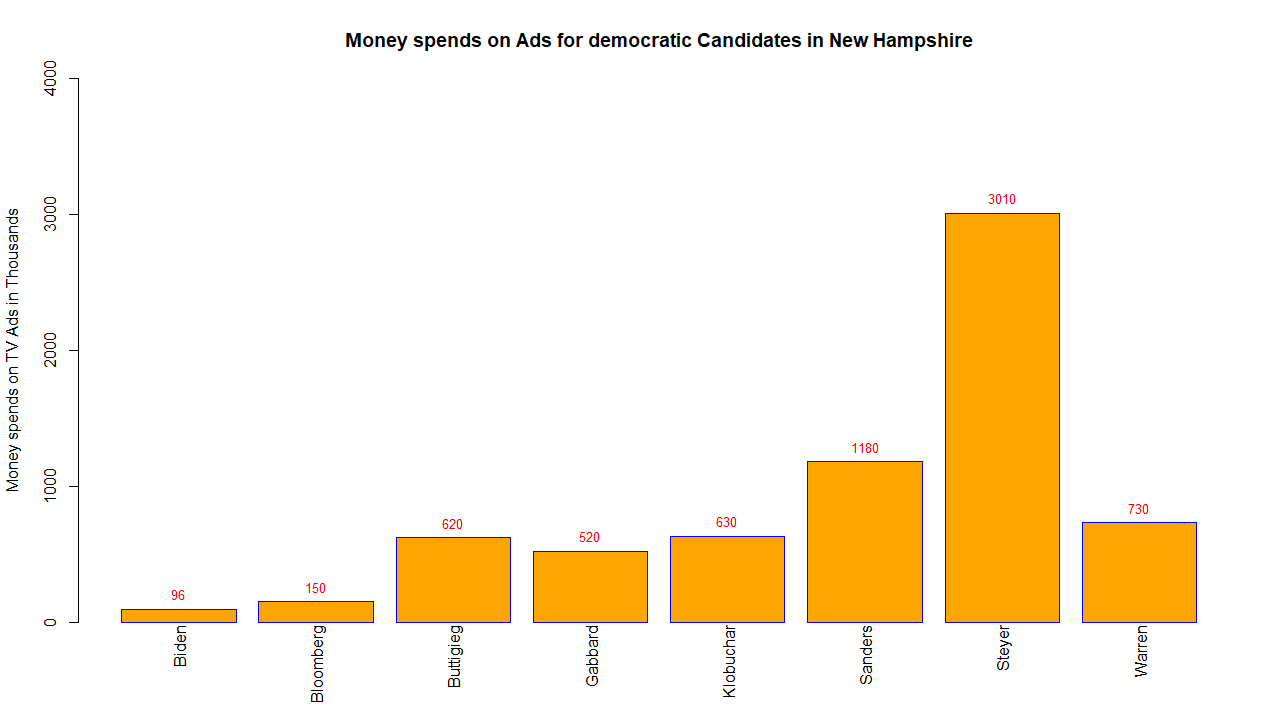 Money spends on Ads for democratic Candidates in New Hampshire
Money spends on TV Ads in Thousands
4000
3000
2000
1000
0
96
150
620
520
630
1180
3010
730
Biden
Bloomberg
Buttigieg
Gabbard
Klobuchar
Sanders
Steyer
Warren